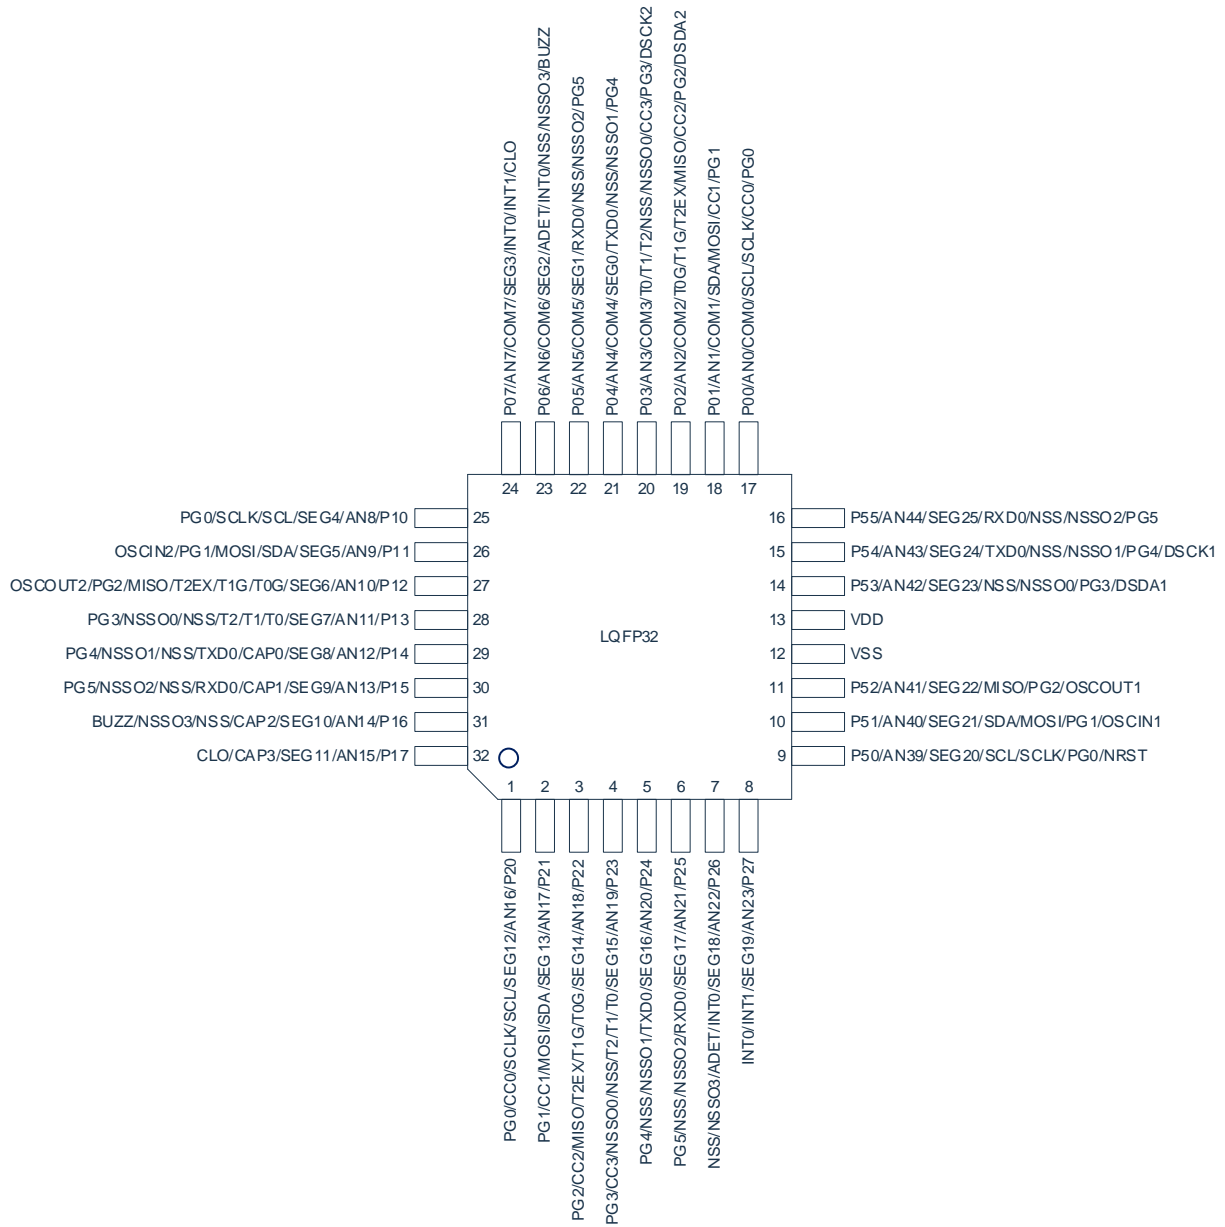 P07/AN7/COM7/SEG3/INT0/INT1/CLO
P06/AN6/COM6/SEG2/ADET/INT0/NSS/NSSO3/BUZZ
P05/AN5/COM5/SEG1/RXD0/NSS/NSSO2/PG5
P04/AN4/COM4/SEG0/TXD0/NSS/NSSO1/PG4
P03/AN3/COM3/T0/T1/T2/NSS/NSSO0/CC3/PG3/DSCK2
P02/AN2/COM2/T0G/T1G/T2EX/MISO/CC2/PG2/DSDA2
P01/AN1/COM1/SDA/MOSI/CC1/PG1
P00/AN0/COM0/SCL/SCLK/CC0/PG0
24 23 22 21 20 19 18 17
PG0/SCLK/SCL/SEG4/AN8/P10 25
16 P55/AN44/SEG25/RXD0/NSS/NSSO2/PG5
OSCIN2/PG1/MOSI/SDA/SEG5/AN9/P11 26
15 P54/AN43/SEG24/TXD0/NSS/NSSO1/PG4/DSCK1
OSCOUT2/PG2/MISO/T2EX/T1G/T0G/SEG6/AN10/P12 27
14 P53/AN42/SEG23/NSS/NSSO0/PG3/DSDA1
PG3/NSSO0/NSS/T2/T1/T0/SEG7/AN11/P13 28
13 VDD
LQFP32
PG4/NSSO1/NSS/TXD0/CAP0/SEG8/AN12/P14 29
12 VSS
PG5/NSSO2/NSS/RXD0/CAP1/SEG9/AN13/P15 30
11 P52/AN41/SEG22/MISO/PG2/OSCOUT1
BUZZ/NSSO3/NSS/CAP2/SEG10/AN14/P16 31
10 P51/AN40/SEG21/SDA/MOSI/PG1/OSCIN1
CLO/CAP3/SEG11/AN15/P17 32
9 P50/AN39/SEG20/SCL/SCLK/PG0/NRST
1 2 3 4 5 6 7 8
PG0/CC0/SCLK/SCL/SEG12/AN16/P20
PG1/CC1/MOSI/SDA/SEG13/AN17/P21
PG2/CC2/MISO/T2EX/T1G/T0G/SEG14/AN18/P22
PG3/CC3/NSSO0/NSS/T2/T1/T0/SEG15/AN19/P23
PG4/NSS/NSSO1/TXD0/SEG16/AN20/P24
PG5/NSS/NSSO2/RXD0/SEG17/AN21/P25
NSS/NSSO3/ADET/INT0/SEG18/AN22/P26
INT0/INT1/SEG19/AN23/P27